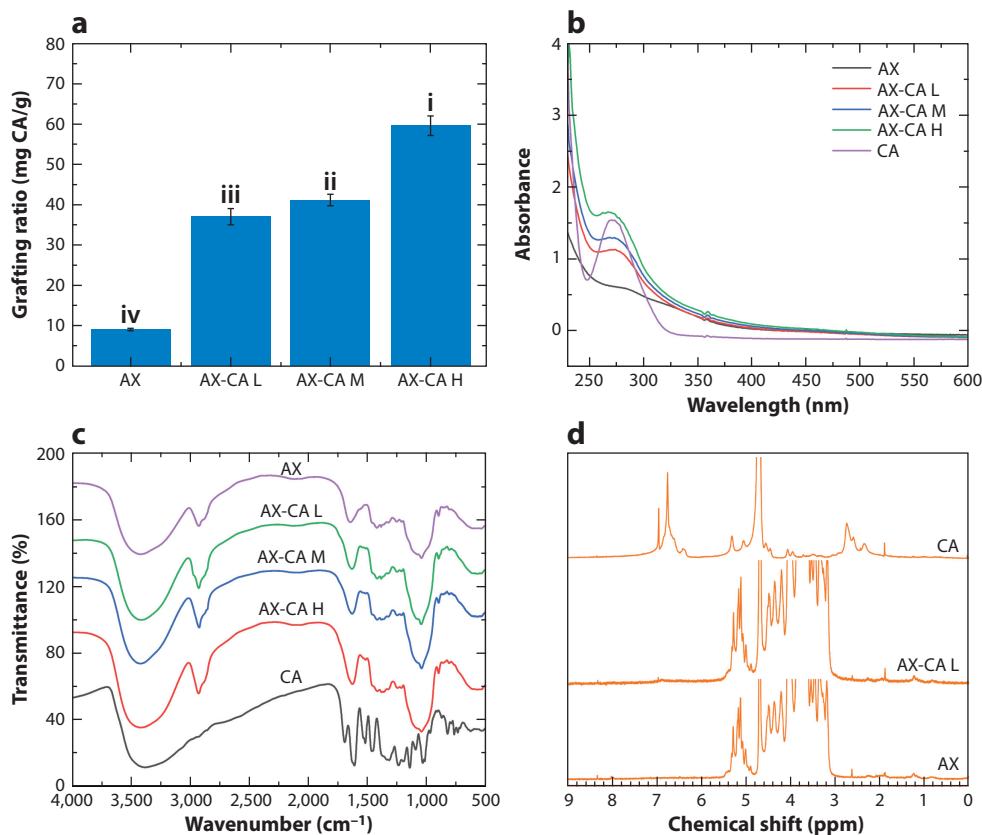 a
Grafting ratio (mg CA/g)
80
70
60
50
40
30
20
10
0
iv
iii
ii
i
AX
AX-CA L
AX-CA M
AX-CA H
b
Absorbance
4
3
2
1
0
AX
AX-CA L
AX-CA M
AX-CA H
CA
250 300 350 400 450 500 550 600
Wavelength (nm)
c
Transmittance (%)
200
160
120
80
40
0
AX
AX-CA L
AX-CA M
AX-CA H
CA
4,000 3,500 3,000 2,500 2,000 1,500 1,000 500
Wavenumber (cm⁻¹)
d
CA
AX-CA L
AX
9 8 7 6 5 4 3 2 1 0
Chemical shift (ppm)